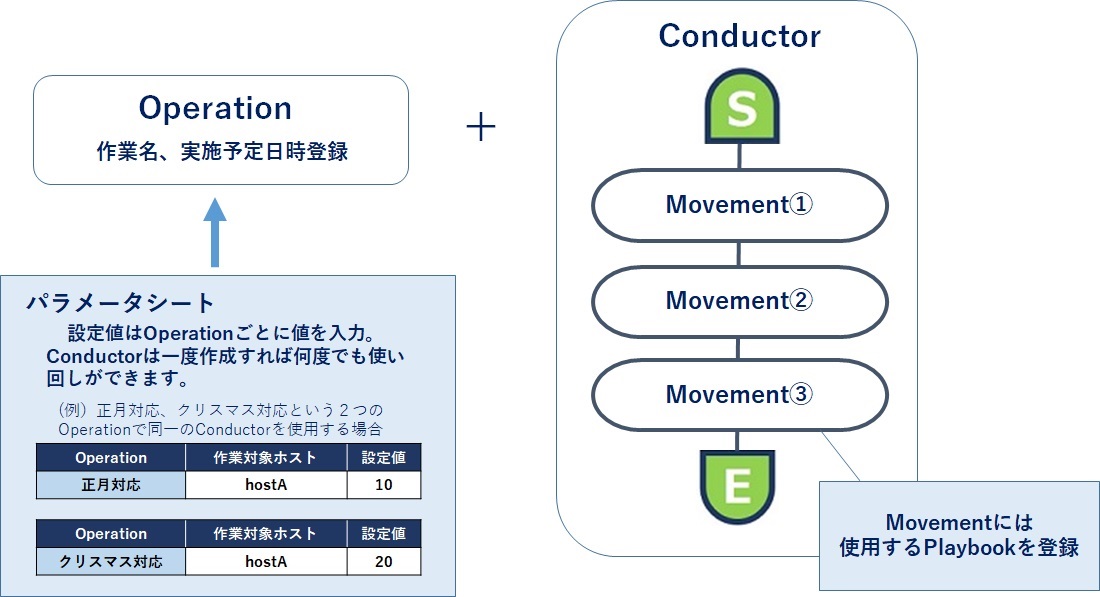 Operation
作業名、実施予定日時登録
+
Conductor
S
Movement①
Movement②
Movement③
E
Movementには
使用するPlaybookを登録
パラメータシート
設定値はOperationごとに値を入力。
Conductorは一度作成すれば何度でも使い
回しができます。
（例）正月対応、クリスマス対応という２つの
Operationで同一のConductorを使用する場合
Operation 作業対象ホスト 設定値
正月対応 hostA 10
Operation 作業対象ホスト 設定値
クリスマス対応 hostA 20